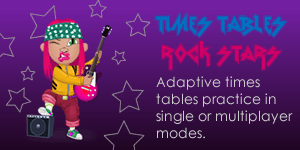 TIMES TABLES
ROCK STARS
Adaptive times
tables practice in
single or multiplayer
modes.